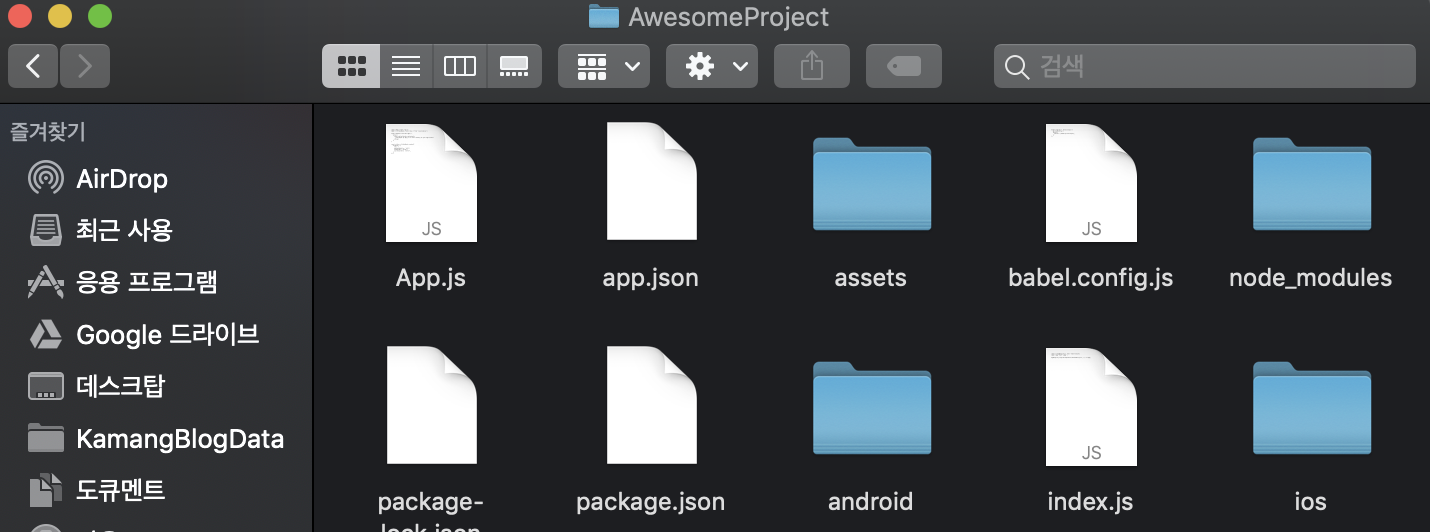 AwesomeProject
검색
즐겨찾기
AirDrop
최근 사용
응용 프로그램
Google 드라이브
데스크탑
KamangBlogData
도큐멘트
JS
JS
App.js
app.json
assets
babel.config.js
node_modules
JS
package-
lock.json
package.json
android
index.js
ios